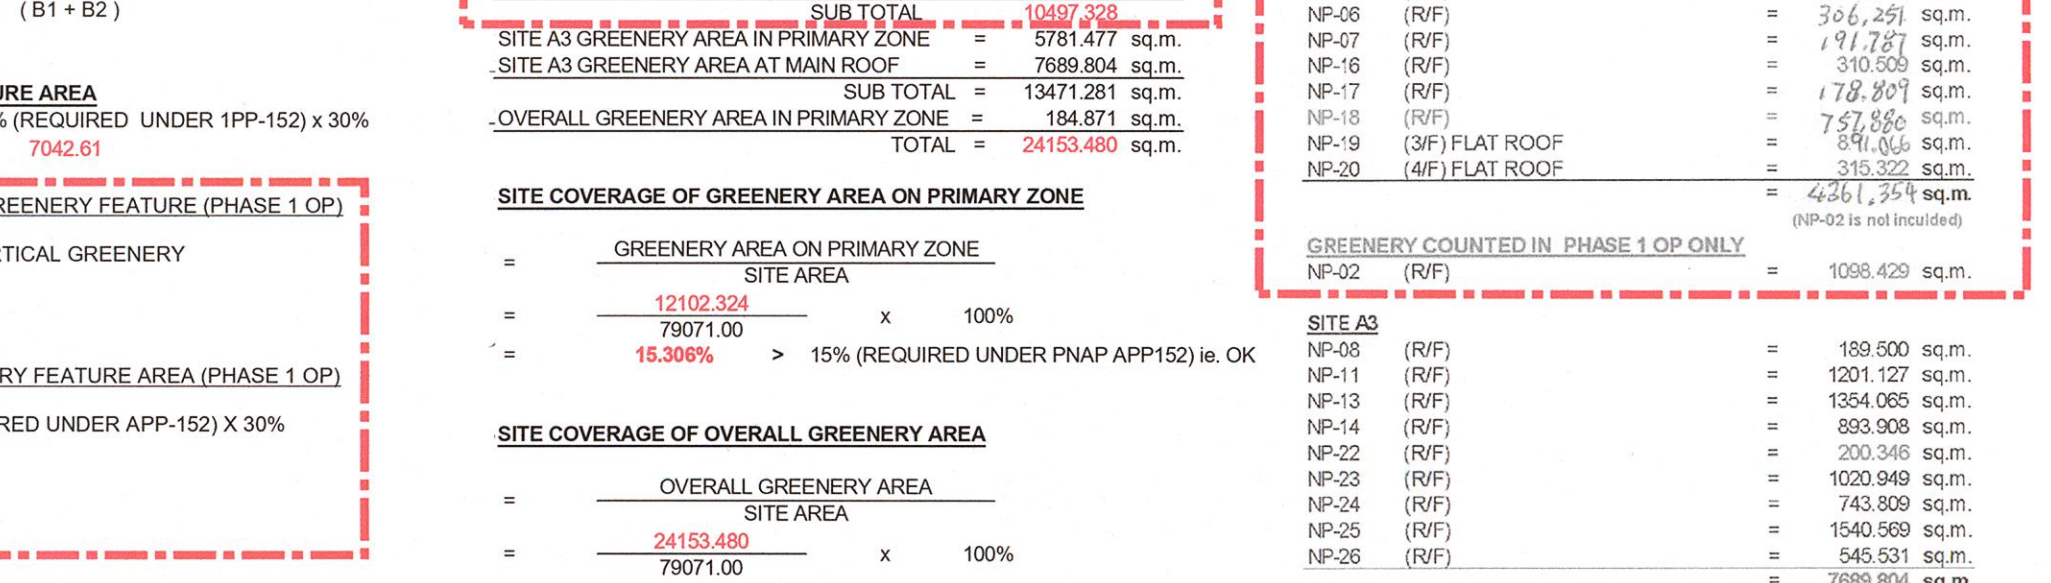 ( B1 + B2 )
URE AREA
% (REQUIRED UNDER 1PP-152) x 30%
7042.61
REENERY FEATURE (PHASE 1 OP)
RTICAL GREENERY
RY FEATURE AREA (PHASE 1 OP)
RED UNDER APP-152) X 30%
SUB TOTAL 10497.328
SITE A3 GREENERY AREA IN PRIMARY ZONE = 5781.477 sq.m.
SITE A3 GREENERY AREA AT MAIN ROOF = 7689.804 sq.m.
SUB TOTAL = 13471.281 sq.m.
OVERALL GREENERY AREA IN PRIMARY ZONE = 184.871 sq.m.
TOTAL = 24153.480 sq.m.
SITE COVERAGE OF GREENERY AREA ON PRIMARY ZONE
= GREENERY AREA ON PRIMARY ZONE
SITE AREA
= 12102.324 x 100%
79071.00
= 15.306% > 15% (REQUIRED UNDER PNAP APP152) ie. OK
SITE COVERAGE OF OVERALL GREENERY AREA
= OVERALL GREENERY AREA
SITE AREA
= 24153.480 x 100%
79071.00
NP-06 (R/F) = 306,251 sq.m.
NP-07 (R/F) = 191.787 sq.m.
NP-16 (R/F) = 310.509 sq.m.
NP-17 (R/F) = 178.809 sq.m.
NP-18 (R/F) = 757,880 sq.m.
NP-19 (3/F) FLAT ROOF = 891.066 sq.m.
NP-20 (4/F) FLAT ROOF = 315.322 sq.m.
= 4361,354 sq.m.
(NP-02 is not inculded)
GREENERY COUNTED IN PHASE 1 OP ONLY
NP-02 (R/F) = 1098.429 sq.m.
SITE A3
NP-08 (R/F) = 189.500 sq.m.
NP-11 (R/F) = 1201.127 sq.m.
NP-13 (R/F) = 1354.065 sq.m.
NP-14 (R/F) = 893.908 sq.m.
NP-22 (R/F) = 200.346 sq.m.
NP-23 (R/F) = 1020.949 sq.m.
NP-24 (R/F) = 743.809 sq.m.
NP-25 (R/F) = 1540.569 sq.m.
NP-26 (R/F) = 545.531 sq.m.
= 7689.804 sq.m.